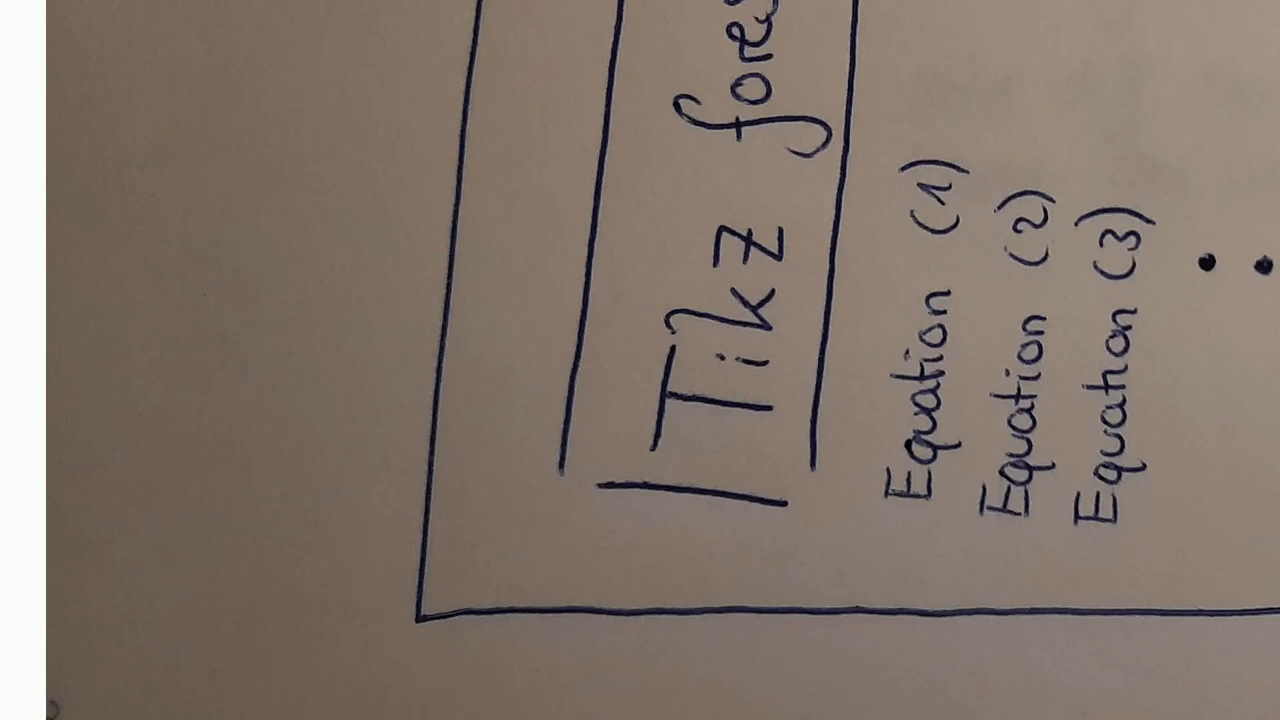 Tikz
Equation (1)
Equation (2)
Equation (3)